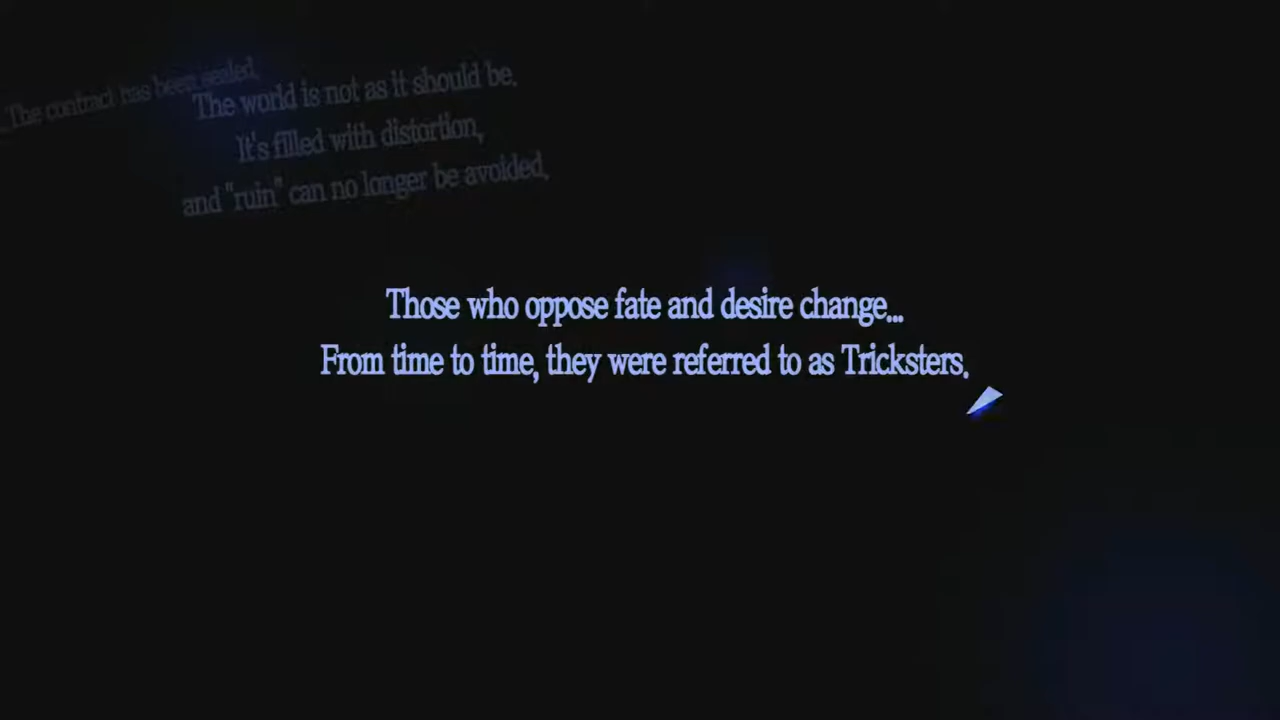 The contract has been sealed.
The world is not as it should be.
It's filled with distortion,
and "ruin" can no longer be avoided.
Those who oppose fate and desire change...
From time to time, they were referred to as Tricksters.